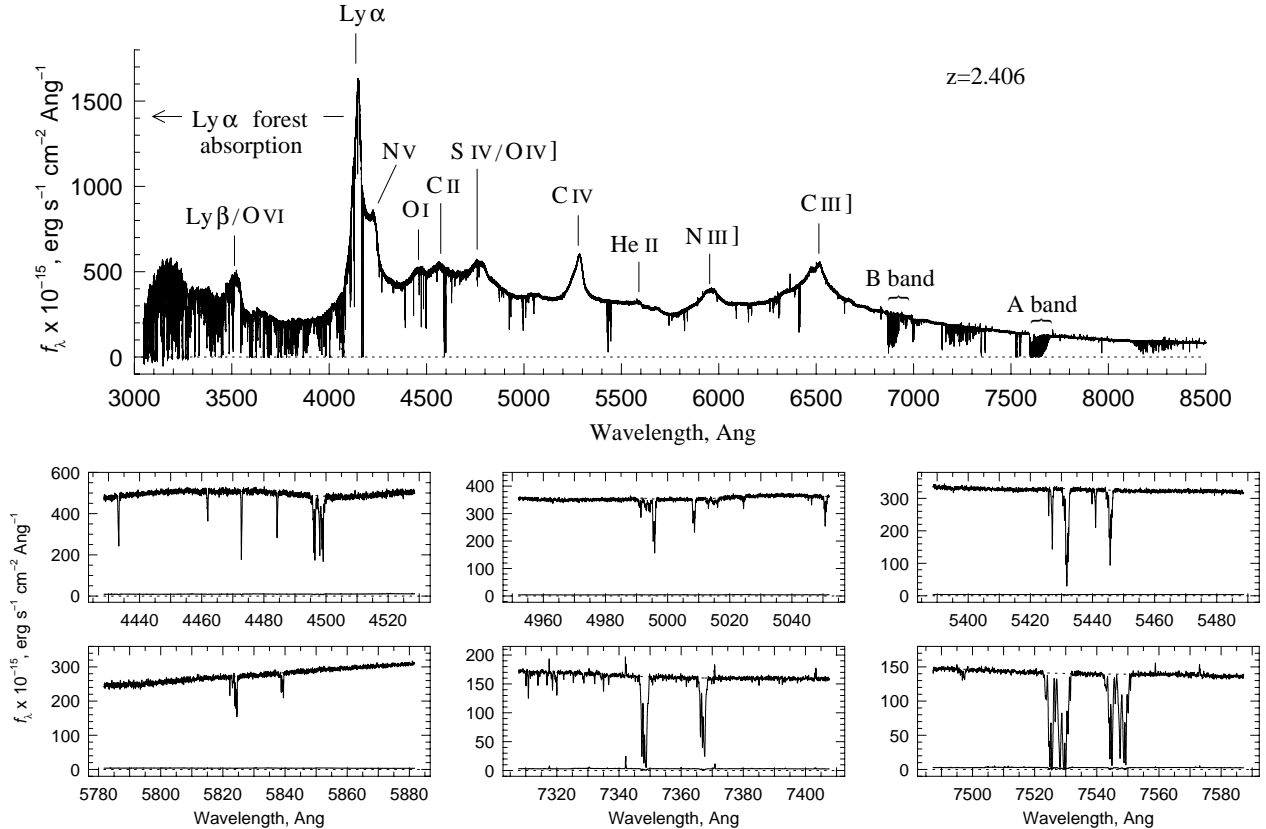 Ly α
z=2.406
Ly α forest
absorption
N V
S IV/O IV]
C II
O I
Ly β/O VI
C IV
He II
N III]
C III]
B band
A band
1500
1000
500
0
fλ x 10⁻¹⁵, erg s⁻¹ cm⁻² Ang⁻¹
3000 3500 4000 4500 5000 5500 6000 6500 7000 7500 8000 8500
Wavelength, Ang
600
400
200
0
4440 4460 4480 4500 4520
400
300
200
100
0
4960 4980 5000 5020 5040
300
200
100
0
5400 5420 5440 5460 5480
fλ x 10⁻¹⁵, erg s⁻¹ cm⁻² Ang⁻¹
300
200
100
0
5780 5800 5820 5840 5860 5880
Wavelength, Ang
200
150
100
50
0
7320 7340 7360 7380 7400
Wavelength, Ang
150
100
50
0
7500 7520 7540 7560 7580
Wavelength, Ang